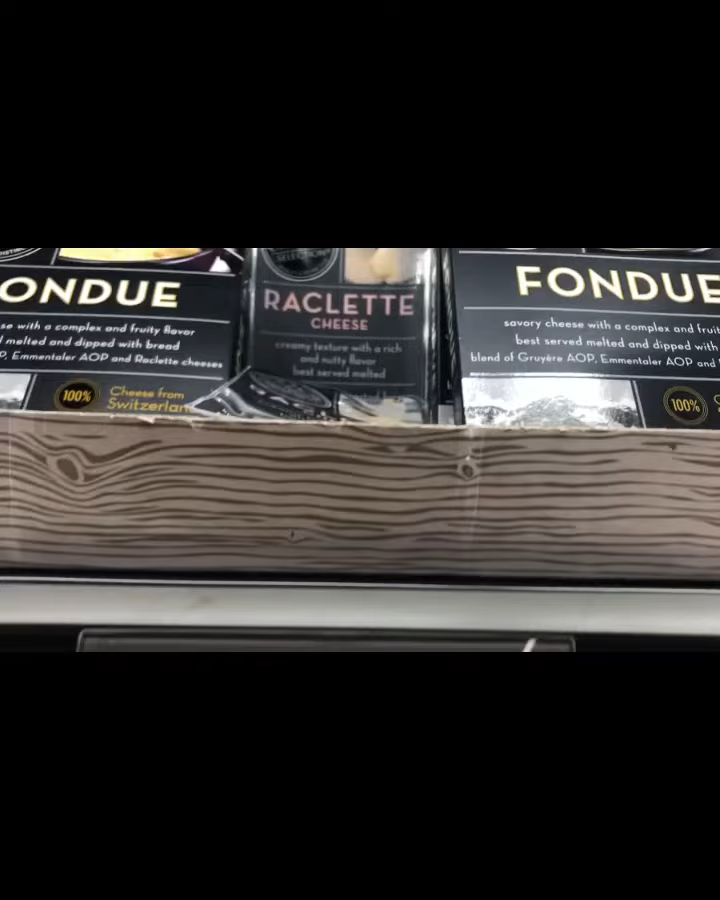 ONDUE
se with a complex and fruity flavor
melted and dipped with bread
P, Emmentaler AOP and Raclette cheeses
100%
Cheese from
Switzerlan
SELECTION
RACLETTE
CHEESE
creamy texture with a rich
and nutty flavor
best served melted
FONDUE
savory cheese with a complex and fruit
best served melted and dipped with
blend of Gruyère AOP, Emmentaler AOP and
100%